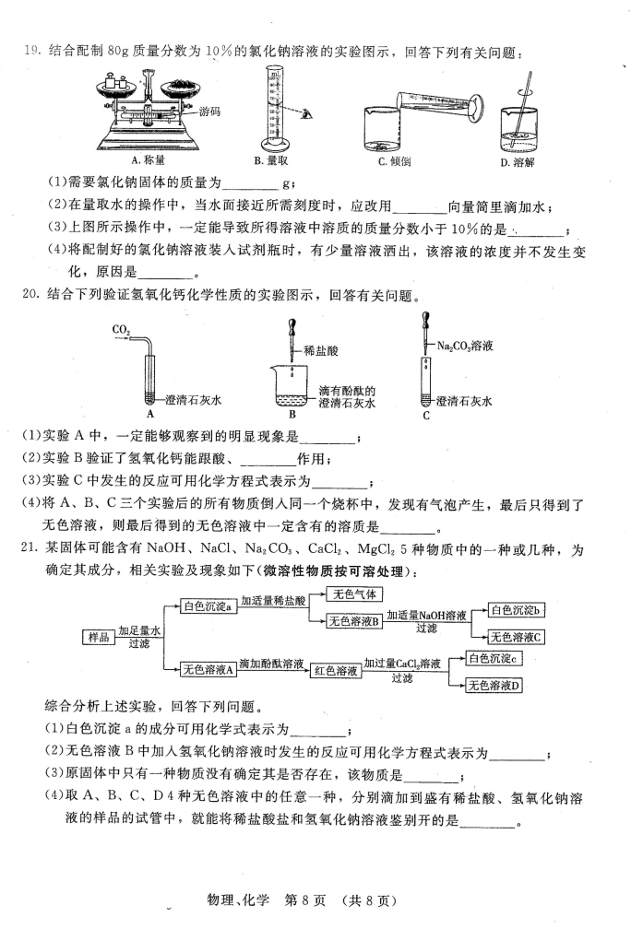 19. 结合配制 80g 质量分数为 10%的氯化钠溶液的实验图示，回答下列有关问题：
游码
A. 称量
B. 量取
C. 倾倒
D. 溶解
(1)需要氯化钠固体的质量为________g；
(2)在量取水的操作中，当水面接近所需刻度时，应改用________向量筒里滴加水；
(3)上图所示操作中，一定能导致所得溶液中溶质的质量分数小于 10%的是________；
(4)将配制好的氯化钠溶液装入试剂瓶时，有少量溶液洒出，该溶液的浓度并不发生变
化，原因是________。
20. 结合下列验证氢氧化钙化学性质的实验图示，回答有关问题。
CO₂
澄清石灰水
A
稀盐酸
滴有酚酞的
澄清石灰水
B
Na₂CO₃溶液
澄清石灰水
C
(1)实验 A 中，一定能够观察到的明显现象是________；
(2)实验 B 验证了氢氧化钙能跟酸、________作用；
(3)实验 C 中发生的反应可用化学方程式表示为________；
(4)将 A、B、C 三个实验后的所有物质倒入同一个烧杯中，发现有气泡产生，最后只得到了
无色溶液，则最后得到的无色溶液中一定含有的溶质是________。
21. 某固体可能含有 NaOH、NaCl、Na₂CO₃、CaCl₂、MgCl₂ 5 种物质中的一种或几种，为
确定其成分，相关实验及现象如下(微溶性物质按可溶处理)：
样品
加足量水
过滤
白色沉淀a
加适量稀盐酸
无色气体
无色溶液B
加适量NaOH溶液
过滤
白色沉淀b
无色溶液C
无色溶液A
滴加酚酞溶液
红色溶液
加过量CaCl₂溶液
过滤
白色沉淀c
无色溶液D
综合分析上述实验，回答下列问题。
(1)白色沉淀 a 的成分可用化学式表示为________；
(2)无色溶液 B 中加入氢氧化钠溶液时发生的反应可用化学方程式表示为________；
(3)原固体中只有一种物质没有确定其是否存在，该物质是________；
(4)取 A、B、C、D 4 种无色溶液中的任意一种，分别滴加到盛有稀盐酸、氢氧化钠溶
液的样品的试管中，就能将稀盐酸盐和氢氧化钠溶液鉴别开的是________。
物理、化学 第 8 页 (共 8 页)